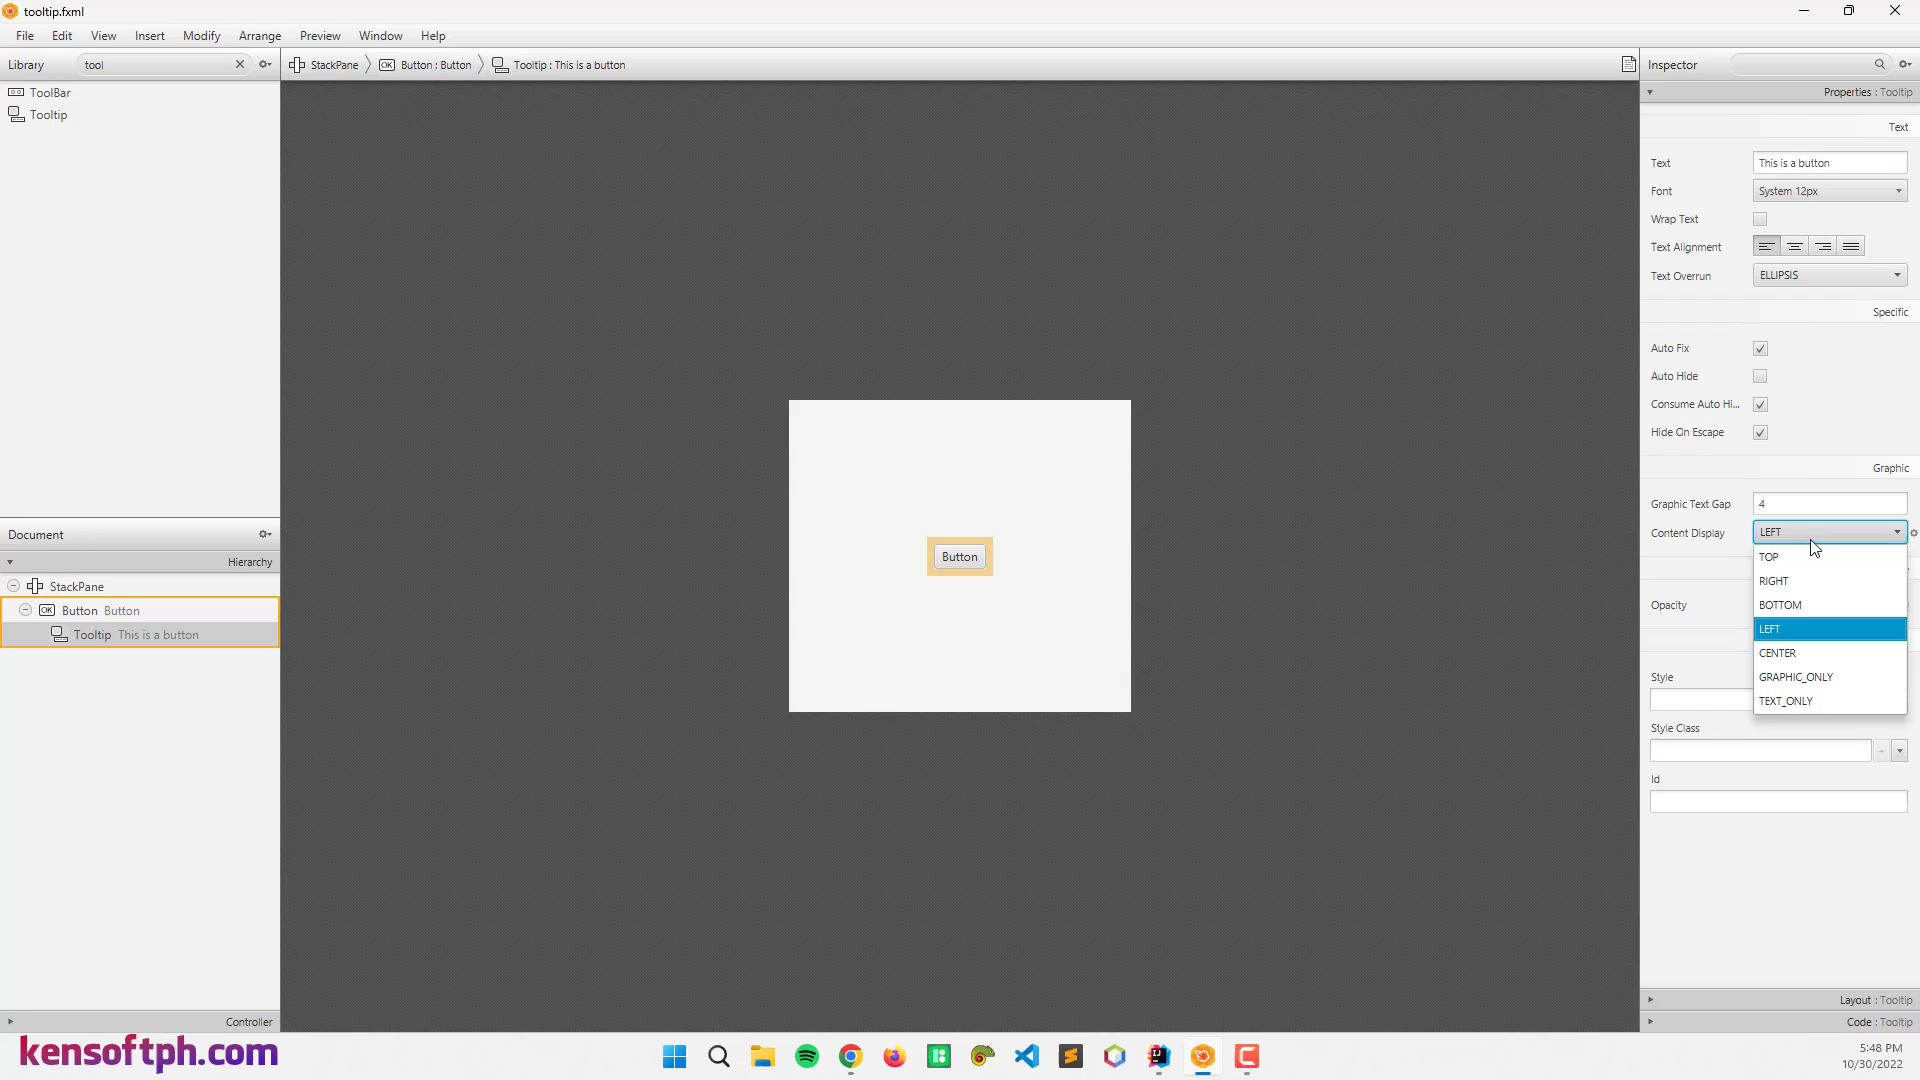 tooltip.fxml
File Edit View Insert Modify Arrange Preview Window Help
Library tool
StackPane Button : Button Tooltip : This is a button
Inspector
ToolBar
Tooltip
Properties : Tooltip
Text
Text This is a button
Font System 12px
Wrap Text
Text Alignment
Text Overrun ELLIPSIS
Specific
Auto Fix
Auto Hide
Consume Auto Hi...
Hide On Escape
Graphic
Graphic Text Gap 4
Content Display LEFT
TOP
RIGHT
BOTTOM
LEFT
CENTER
GRAPHIC_ONLY
TEXT_ONLY
Opacity
Style
Style Class
Id
Button
Document
Hierarchy
StackPane
OK Button Button
Tooltip This is a button
Controller
Layout : Tooltip
Code : Tooltip
kensoftph.com
5:48 PM
10/30/2022